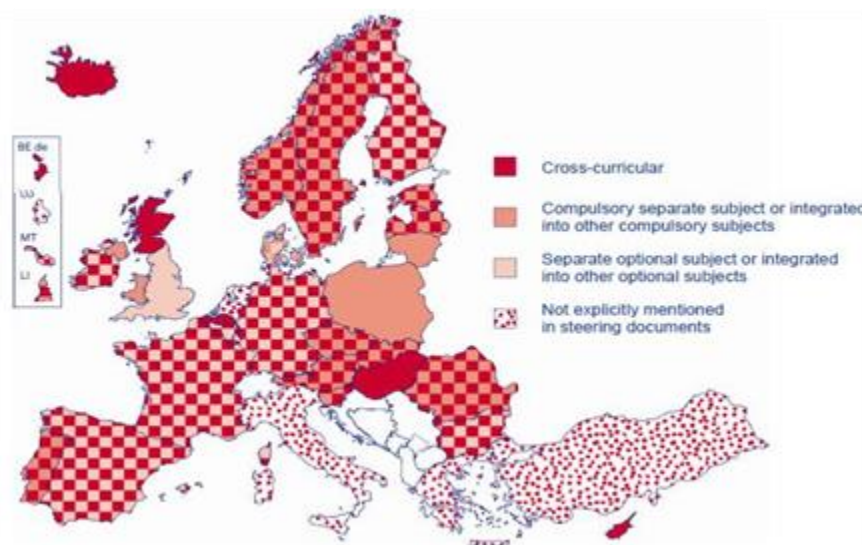 BE de
MT
LI
Cross-curricular
Compulsory separate subject or integrated
into other compulsory subjects
Separate optional subject or integrated
into other optional subjects
Not explicitly mentioned
in steering documents